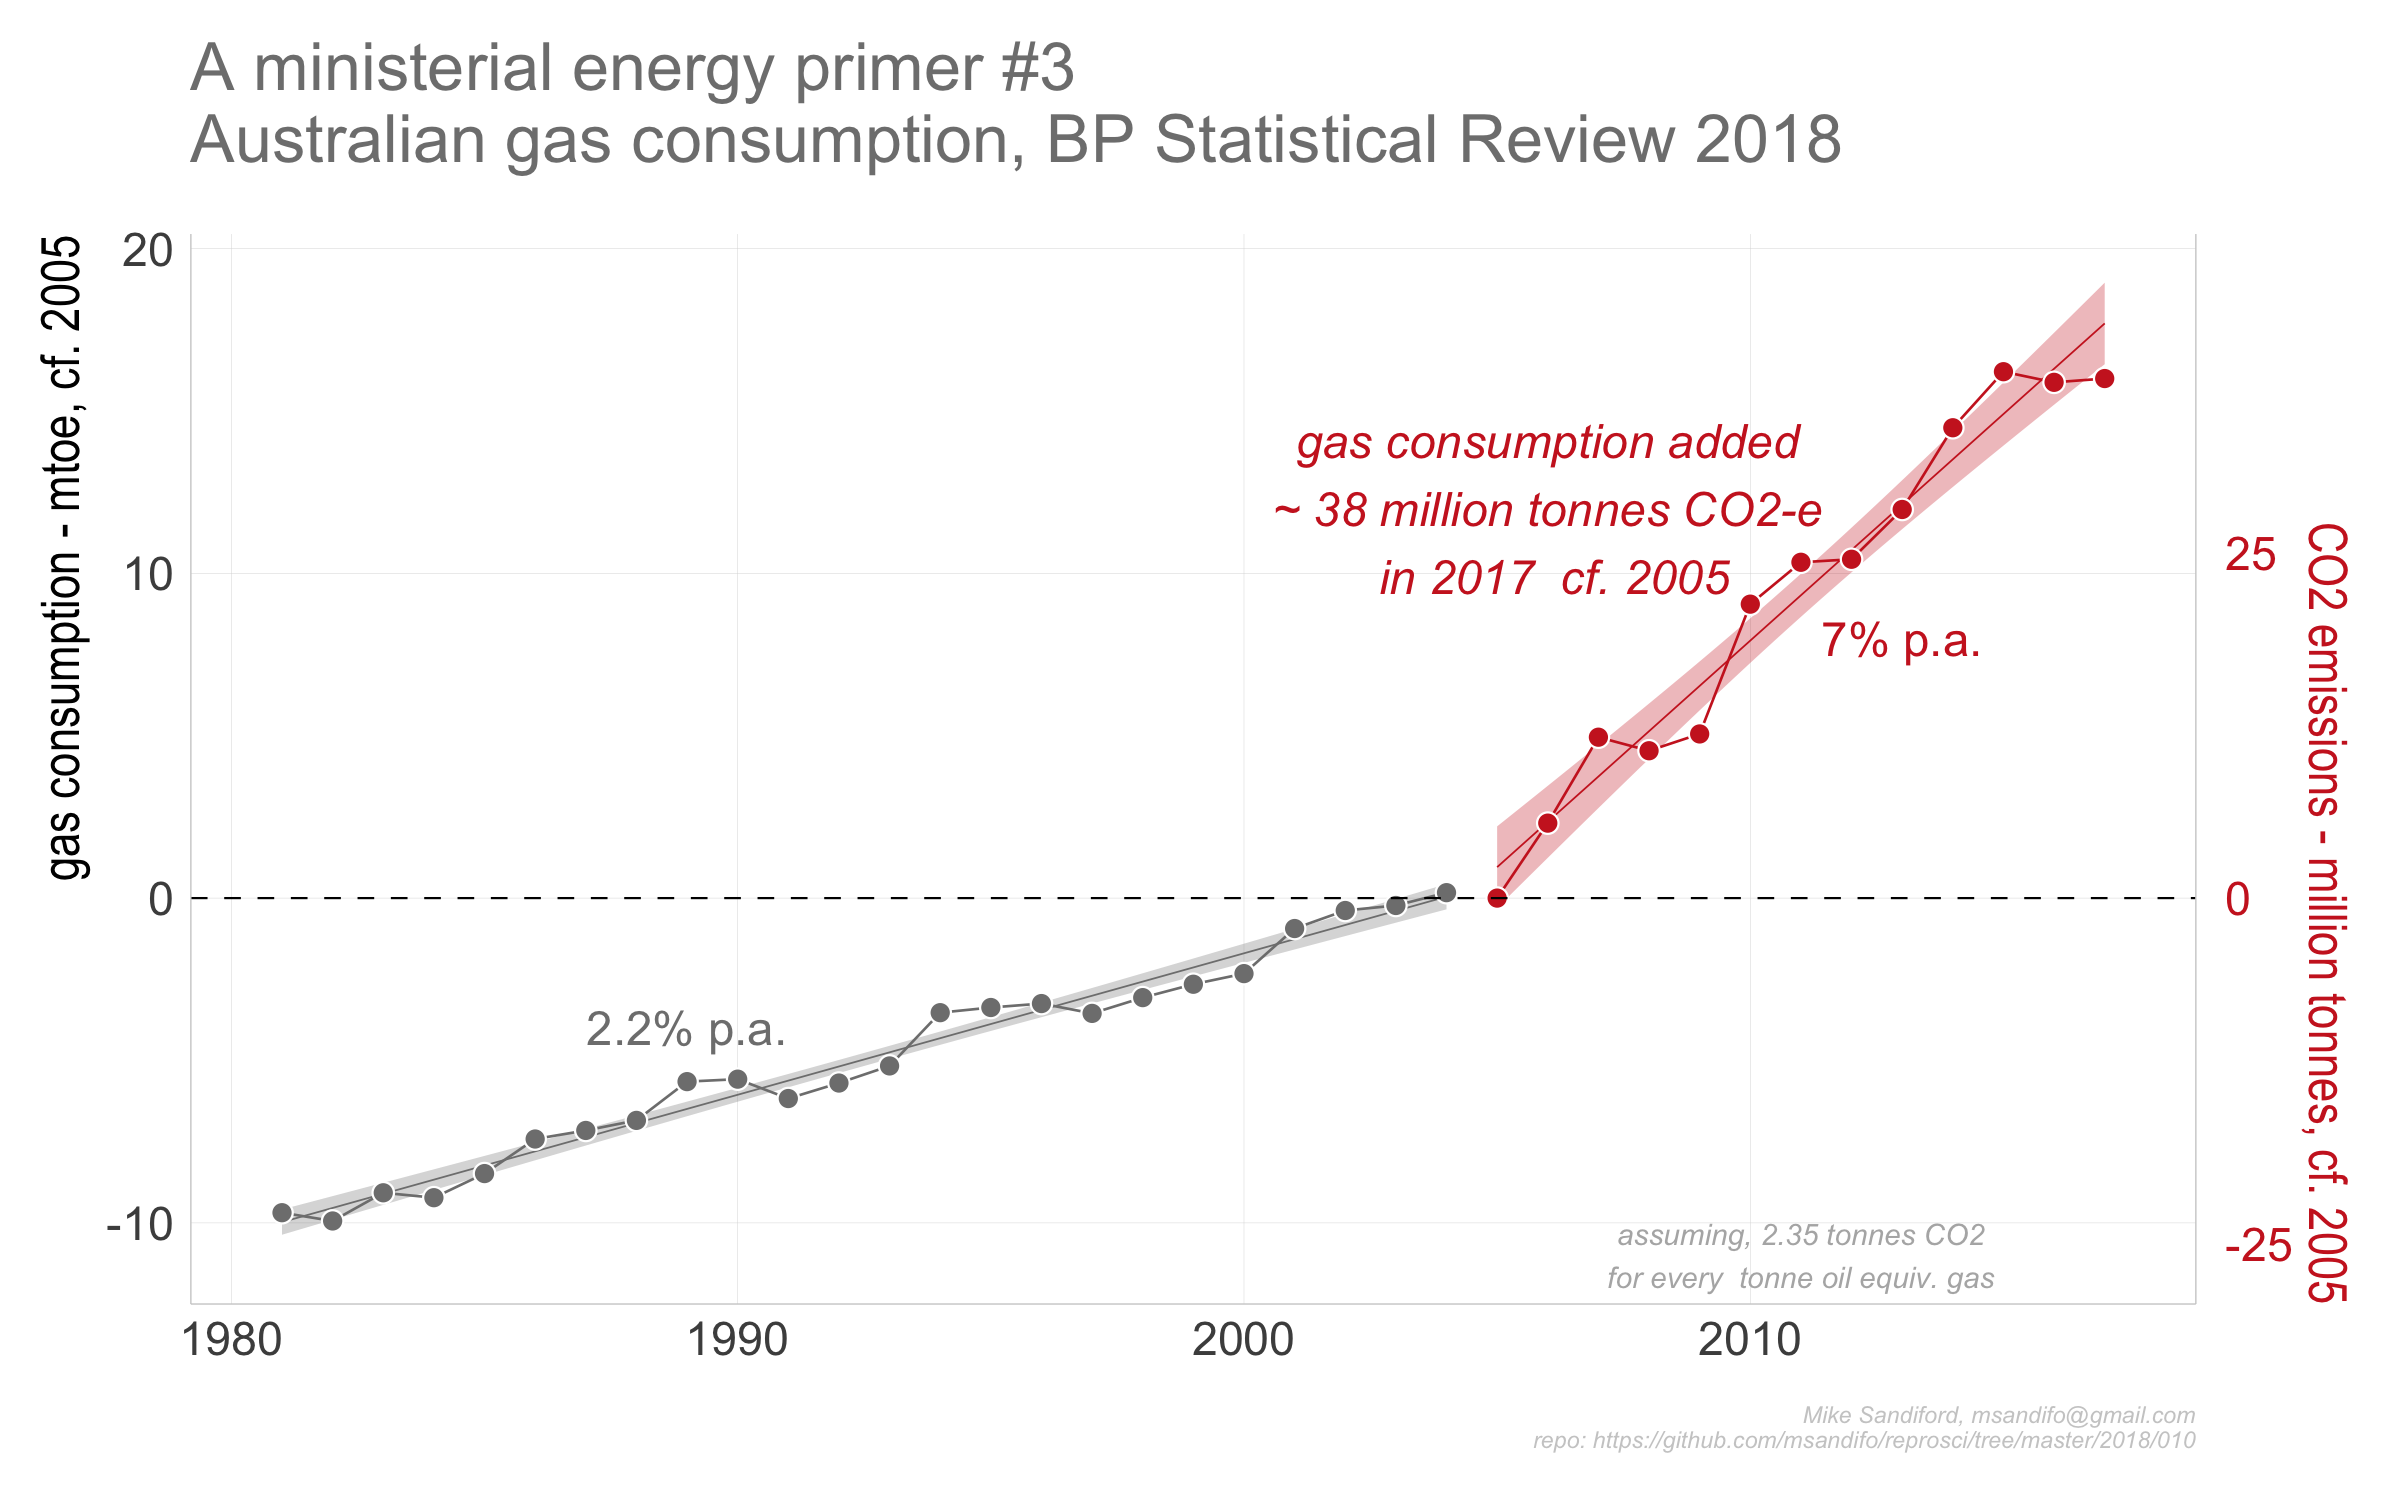 A ministerial energy primer #3
Australian gas consumption, BP Statistical Review 2018
gas consumption - mtoe, cf. 2005
20
10
0
-10
gas consumption added
~ 38 million tonnes CO2-e
in 2017 cf. 2005
7% p.a.
2.2% p.a.
25
0
-25
CO2 emissions - million tonnes, cf. 2005
assuming, 2.35 tonnes CO2
for every tonne oil equiv. gas
1980
1990
2000
2010
Mike Sandiford, msandifo@gmail.com
repo: https://github.com/msandifo/reprosci/tree/master/2018/010